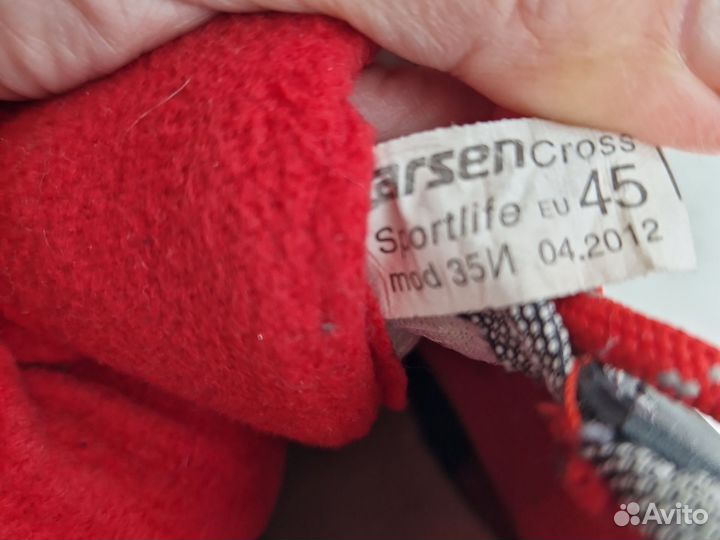 arsen Cross
Sportlife EU 45
mod 35И 04.2012
Avito